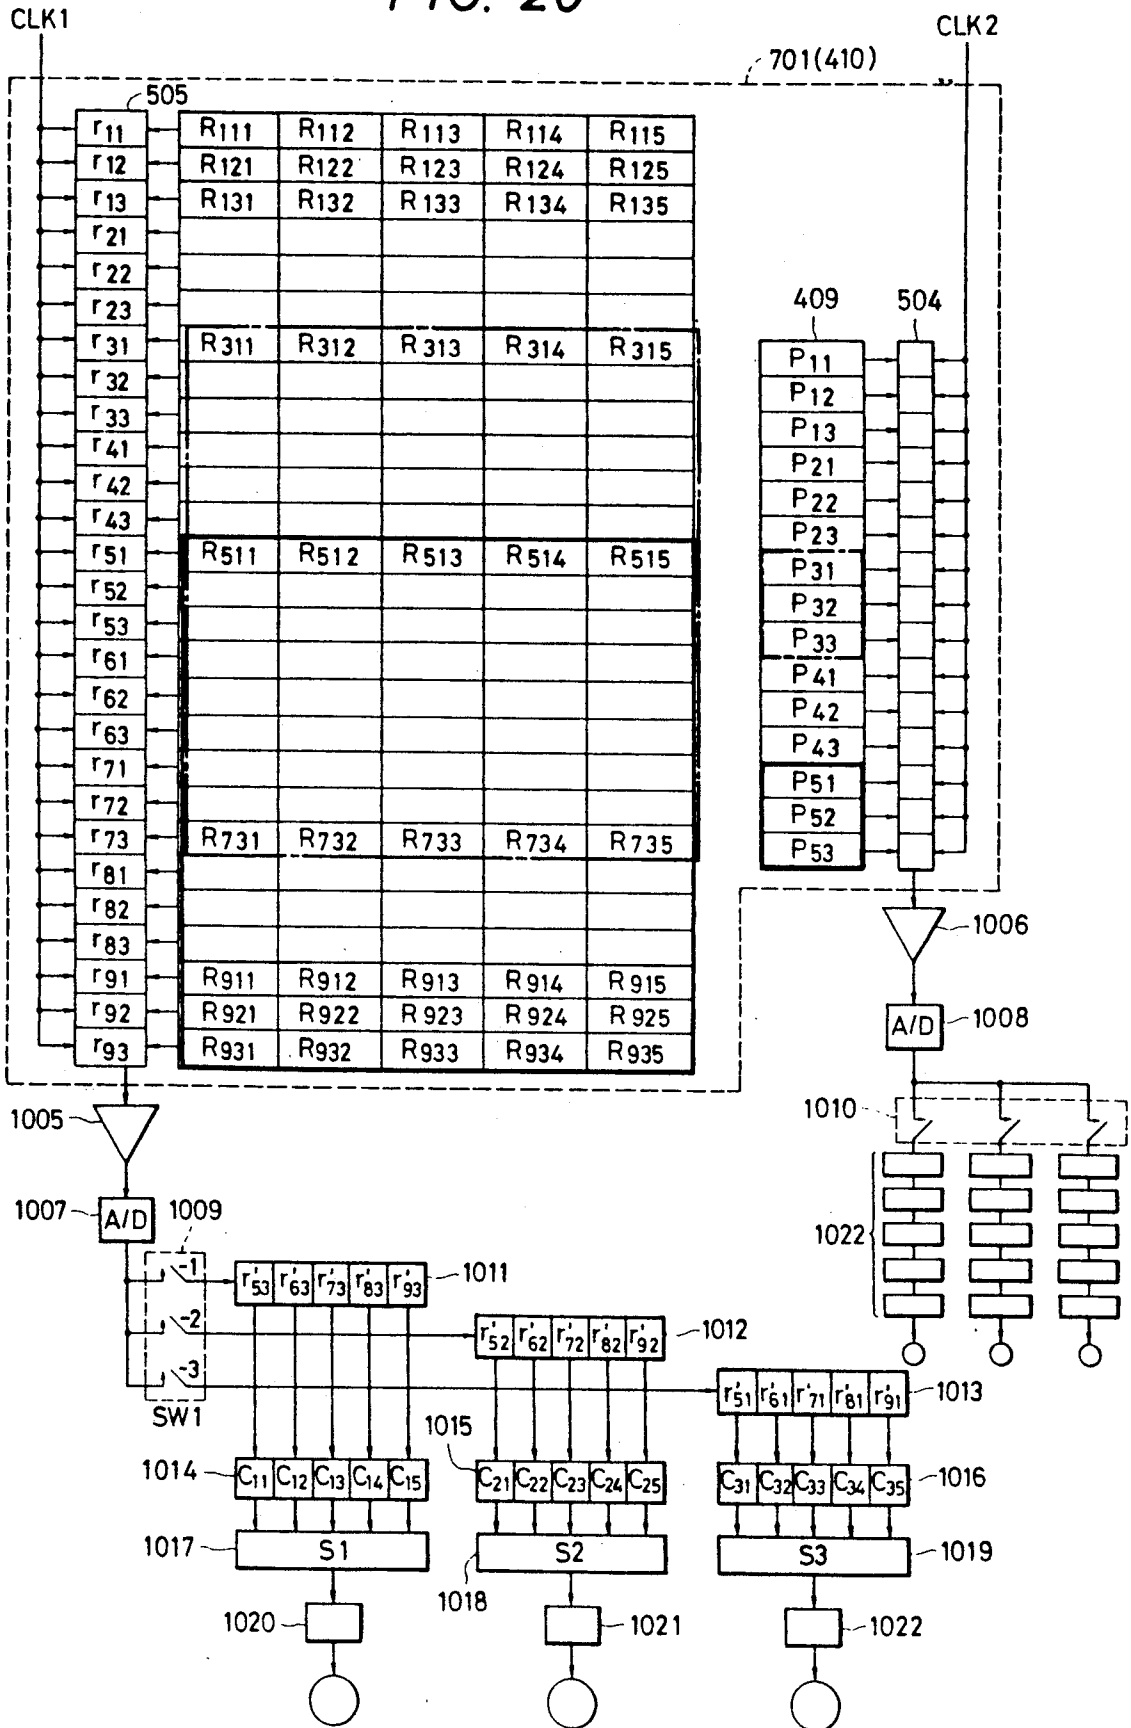 FIG. 20
CLK1
CLK2
701(410)
505
r11 R111 R112 R113 R114 R115
r12 R121 R122 R123 R124 R125
r13 R131 R132 R133 R134 R135
r21
r22
r23
409 504
r31 R311 R312 R313 R314 R315
P11
r32
P12
r33
P13
r41
P21
r42
P22
r43
P23
r51 R511 R512 R513 R514 R515
P31
r52
P32
r53
P33
r61
P41
r62
P42
r63
P43
r71
P51
r72
P52
r73 R731 R732 R733 R734 R735
P53
r81
r82
r83
1006
r91 R911 R912 R913 R914 R915
r92 R921 R922 R923 R924 R925
A/D 1008
r93 R931 R932 R933 R934 R935
1005
1010
1007 A/D 1009
1022
-1 r'53 r'63 r'73 r'83 r'93 1011
-2 r'52 r'62 r'72 r'82 r'92 1012
-3 r'51 r'61 r'71 r'81 r'91 1013
SW1
1014 C11 C12 C13 C14 C15
1015 C21 C22 C23 C24 C25
C31 C32 C33 C34 C35 1016
1017 S1
S2 1018
S3 1019
1020
1021
1022